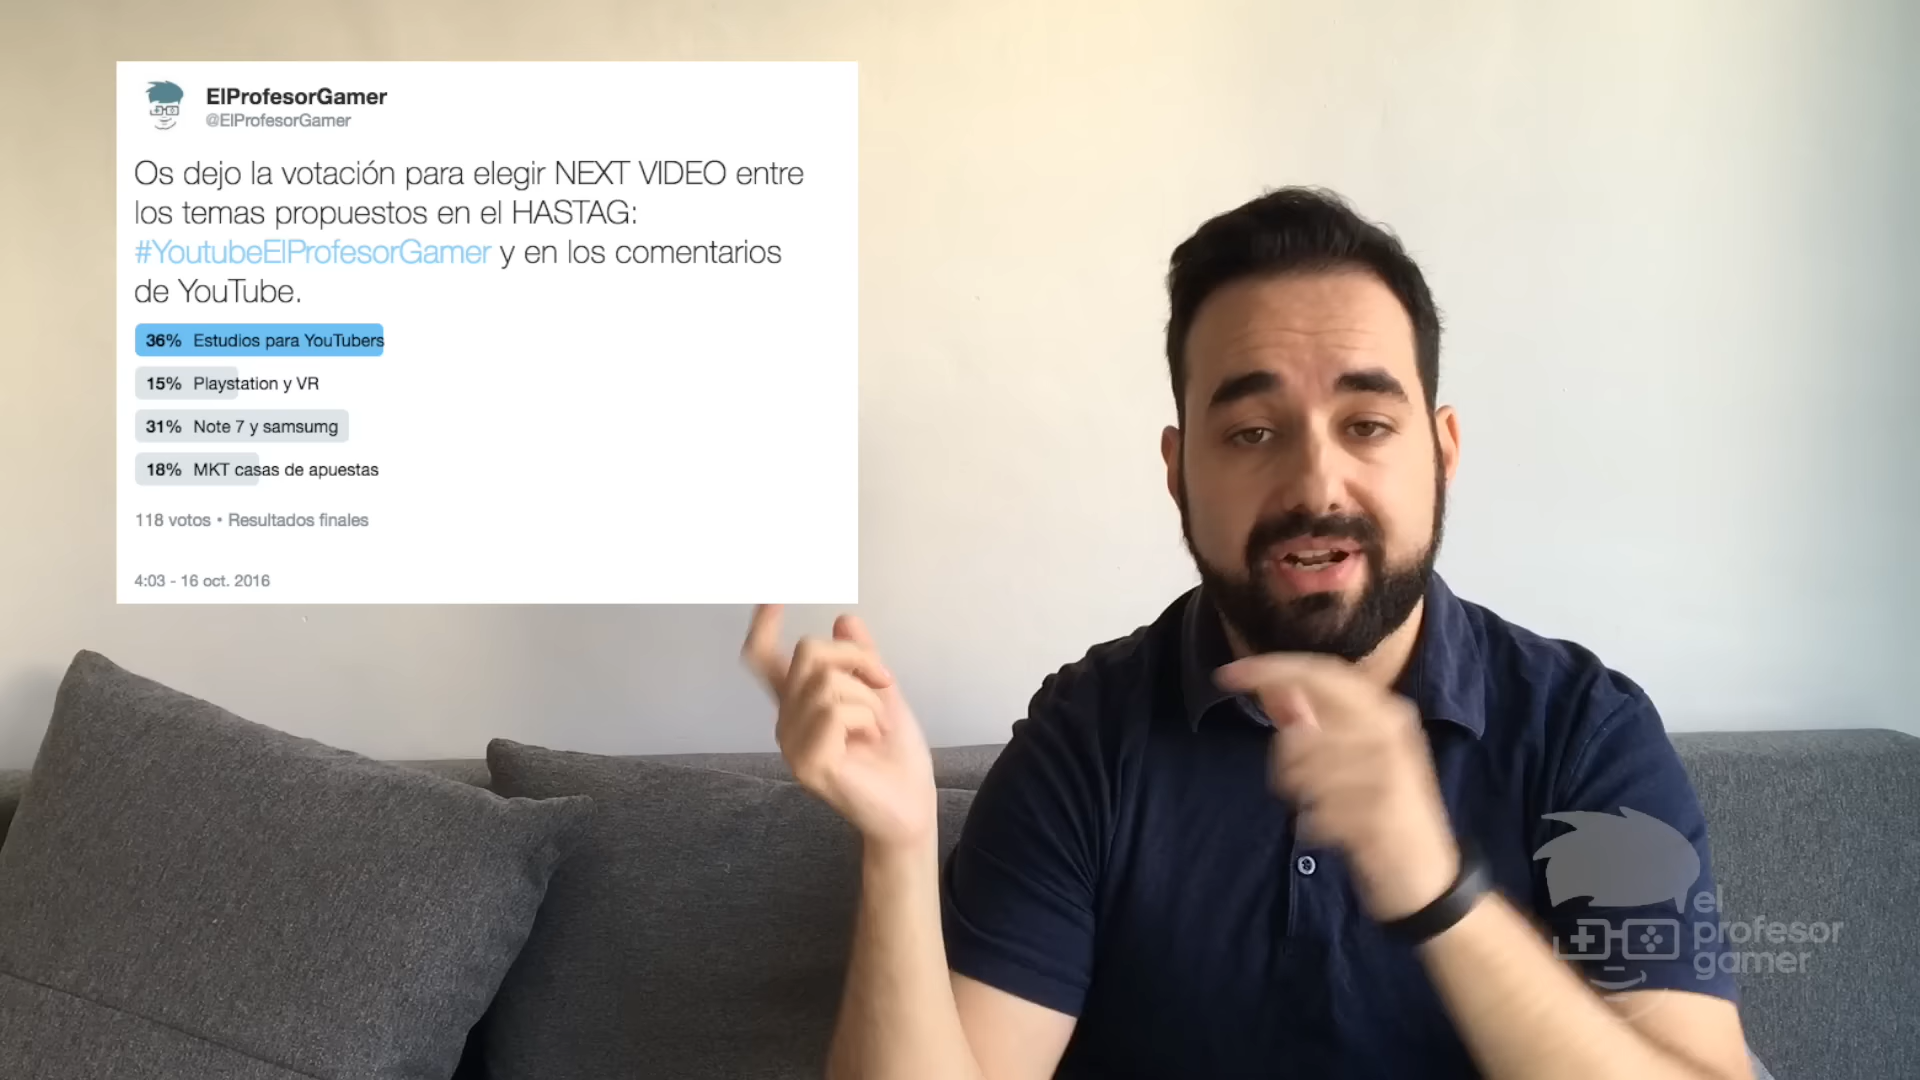 ElProfesorGamer
@ElProfesorGamer
Os dejo la votación para elegir NEXT VIDEO entre
los temas propuestos en el HASTAG:
#YoutubeElProfesorGamer y en los comentarios
de YouTube.
36% Estudios para YouTubers
15% Playstation y VR
31% Note 7 y samsumg
18% MKT casas de apuestas
118 votos • Resultados finales
4:03 - 16 oct. 2016
el
profesor
gamer